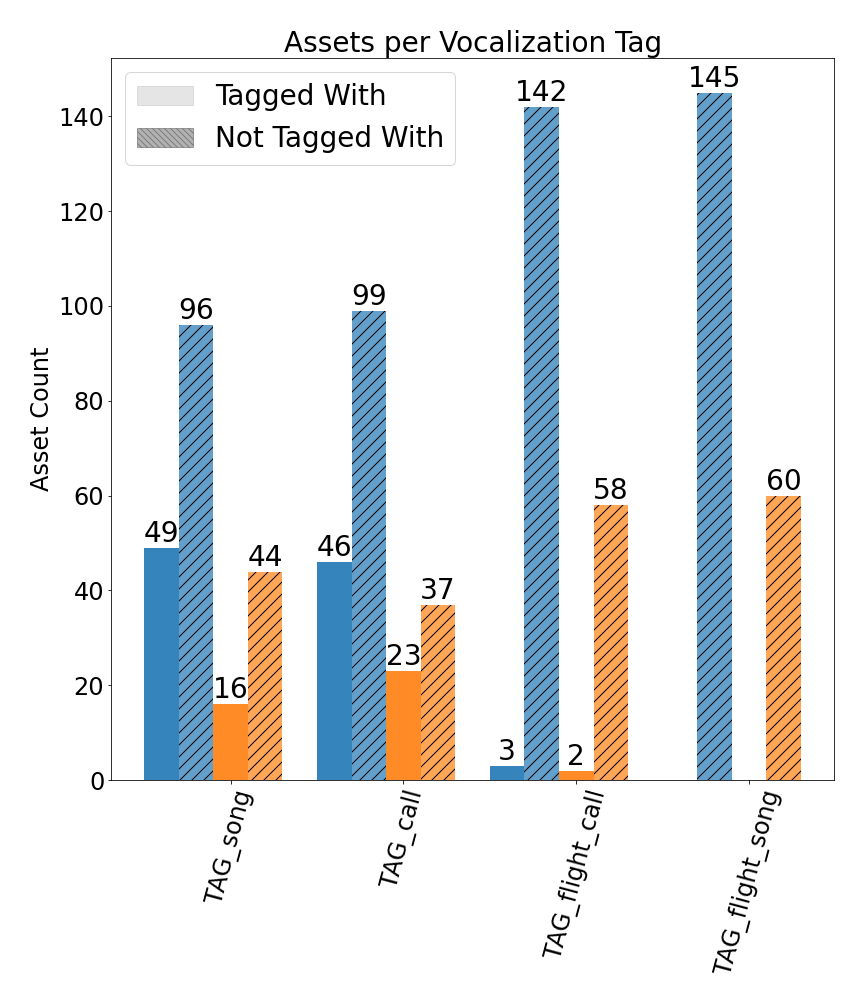 Assets per Vocalization Tag
Tagged With
Not Tagged With
Asset Count
140
120
100
80
60
40
20
0
49
96
16
44
46
99
23
37
3
142
2
58
145
60
TAG_song
TAG_call
TAG_flight_call
TAG_flight_song